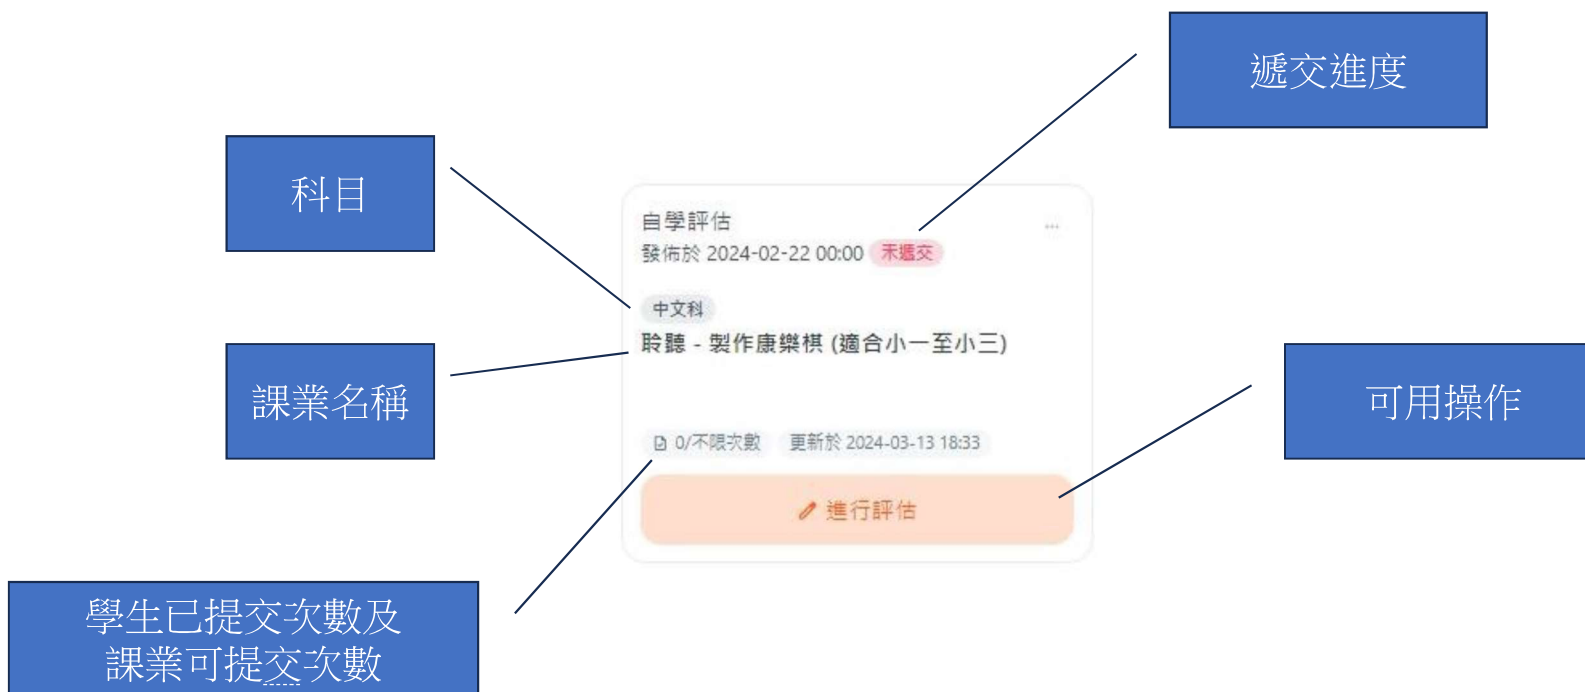 遞交進度
科目
自學評估
發佈於 2024-02-22 00:00 未遞交
中文科
聆聽 - 製作康樂棋 (適合小一至小三)
課業名稱
可用操作
0/不限次數 更新於 2024-03-13 18:33
進行評估
學生已提交次數及
課業可提交次數